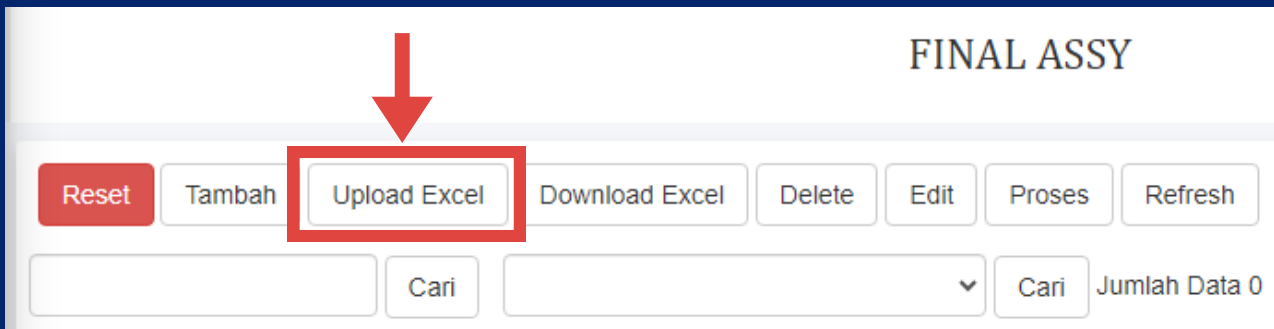 FINAL ASSY
Reset Tambah Upload Excel Download Excel Delete Edit Proses Refresh
Cari Cari Jumlah Data 0